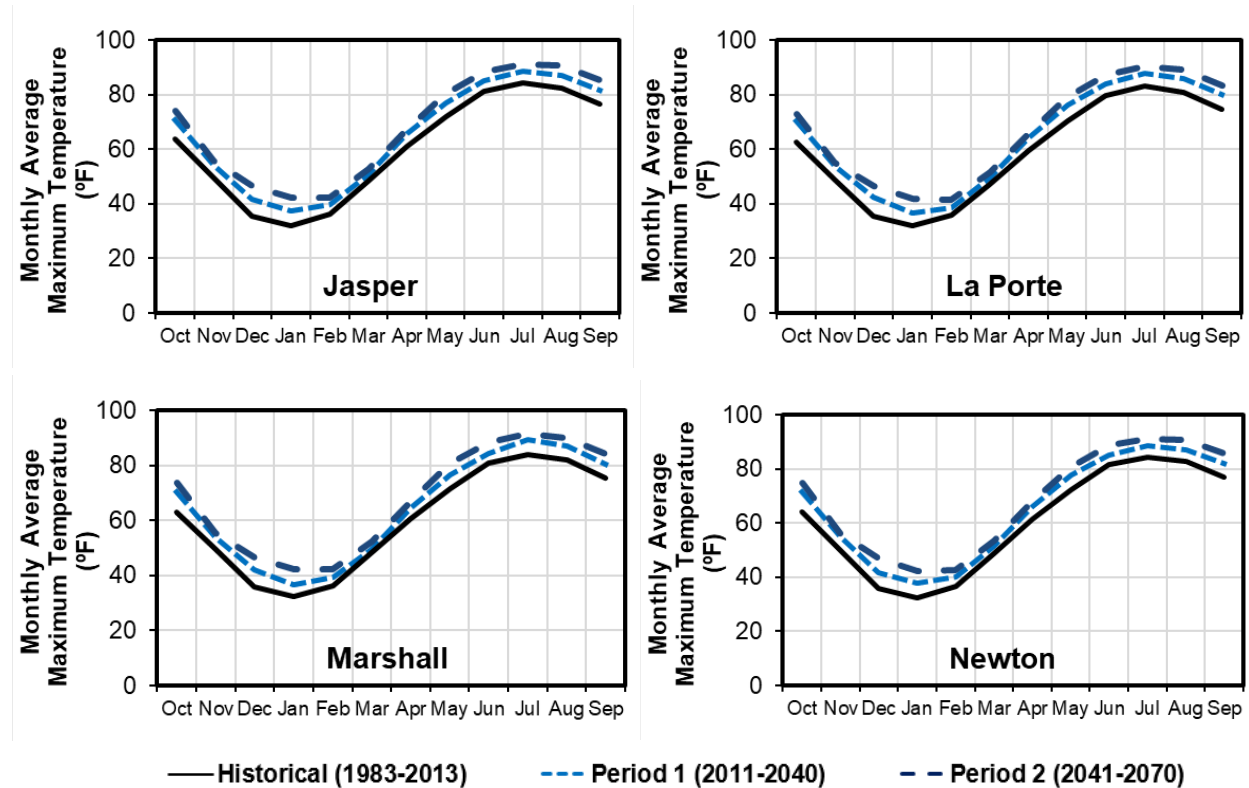 Monthly Average
Maximum Temperature
(ºF)
100
80
60
40
20
0
Jasper
Oct Nov Dec Jan Feb Mar Apr May Jun Jul Aug Sep
Monthly Average
Maximum Temperature
(ºF)
100
80
60
40
20
0
La Porte
Oct Nov Dec Jan Feb Mar Apr May Jun Jul Aug Sep
Monthly Average
Maximum Temperature
(ºF)
100
80
60
40
20
0
Marshall
Oct Nov Dec Jan Feb Mar Apr May Jun Jul Aug Sep
Monthly Average
Maximum Temperature
(ºF)
100
80
60
40
20
0
Newton
Oct Nov Dec Jan Feb Mar Apr May Jun Jul Aug Sep
Historical (1983-2013) Period 1 (2011-2040) Period 2 (2041-2070)